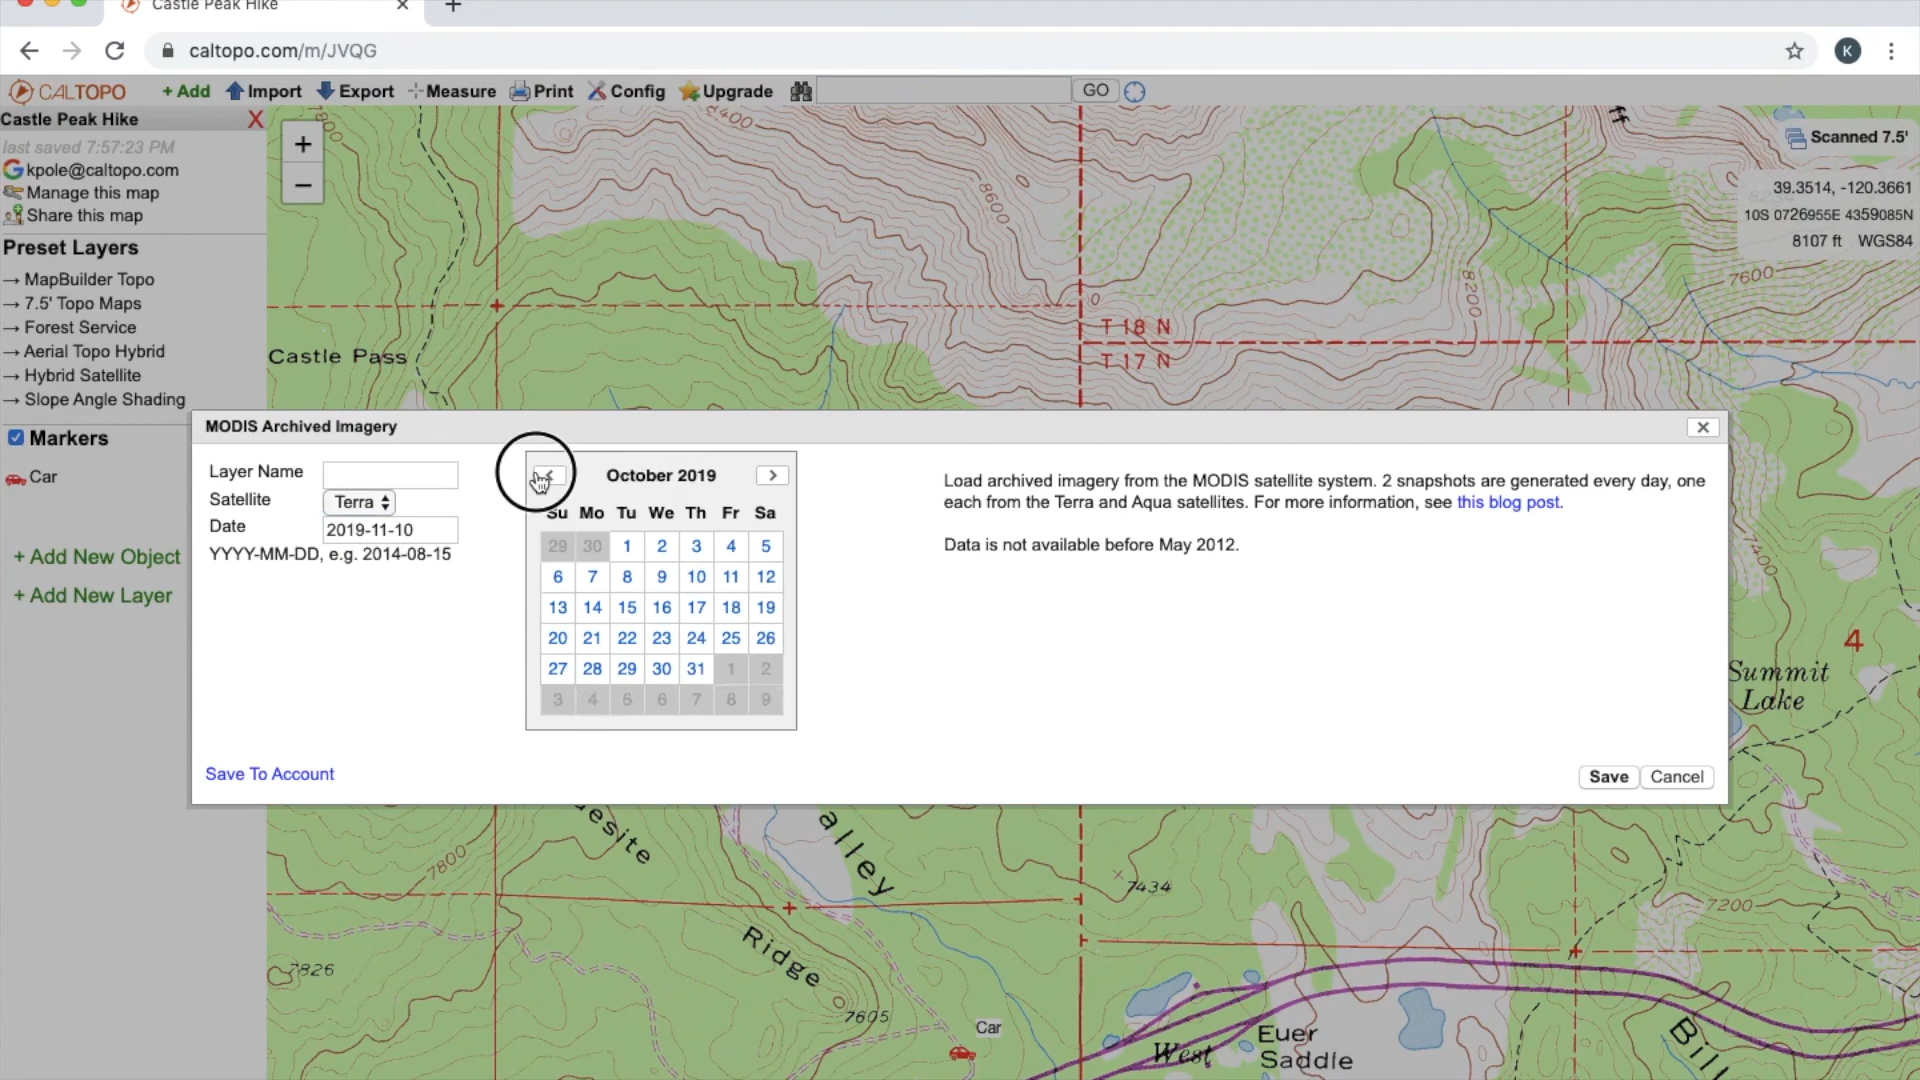 Castle Peak Hike
caltopo.com/m/JVQG
K
CALTOPO
+ Add
Import
Export
Measure
Print
Config
Upgrade
GO
Castle Peak Hike
X
last saved 7:57:23 PM
kpole@caltopo.com
Manage this map
Share this map
Preset Layers
→ MapBuilder Topo
→ 7.5' Topo Maps
→ Forest Service
→ Aerial Topo Hybrid
→ Hybrid Satellite
→ Slope Angle Shading
Markers
Car
+ Add New Object
+ Add New Layer
+
−
Scanned 7.5'
39.3514, -120.3661
10S 0726955E 4359085N
8107 ft WGS84
8400
8600
8200
7600
T 18 N
T 17 N
Castle Pass
MODIS Archived Imagery
Layer Name
Satellite Terra
Date 2019-11-10
YYYY-MM-DD, e.g. 2014-08-15
October 2019
Su Mo Tu We Th Fr Sa
29 30 1 2 3 4 5
6 7 8 9 10 11 12
13 14 15 16 17 18 19
20 21 22 23 24 25 26
27 28 29 30 31 1 2
3 4 5 6 7 8 9
Load archived imagery from the MODIS satellite system. 2 snapshots are generated every day, one
each from the Terra and Aqua satellites. For more information, see this blog post.
Data is not available before May 2012.
Save To Account
Save Cancel
7400
4
Summit
Lake
esite
alley
7800
7434
7200
Ridge
7826
7605
Car
West
Euer
Saddle
Bill